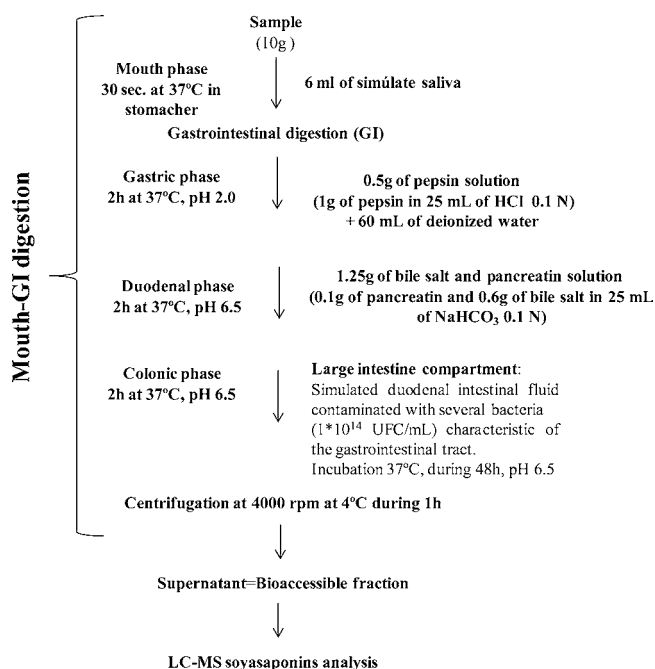 Sample
(10g)
Mouth phase
30 sec. at 37ºC in
stomacher
6 ml of simúlate saliva
Gastrointestinal digestion (GI)
Gastric phase
2h at 37ºC, pH 2.0
0.5g of pepsin solution
(1g of pepsin in 25 mL of HCl 0.1 N)
+ 60 mL of deionized water
Duodenal phase
2h at 37ºC, pH 6.5
1.25g of bile salt and pancreatin solution
(0.1g of pancreatin and 0.6g of bile salt in 25 mL
of NaHCO₃ 0.1 N)
Colonic phase
2h at 37ºC, pH 6.5
Large intestine compartment:
Simulated duodenal intestinal fluid
contaminated with several bacteria
(1*10¹⁴ UFC/mL) characteristic of
the gastrointestinal tract.
Incubation 37ºC, during 48h, pH 6.5
Centrifugation at 4000 rpm at 4ºC during 1h
Supernatant=Bioaccessible fraction
LC-MS soyasaponins analysis
Mouth-GI digestion